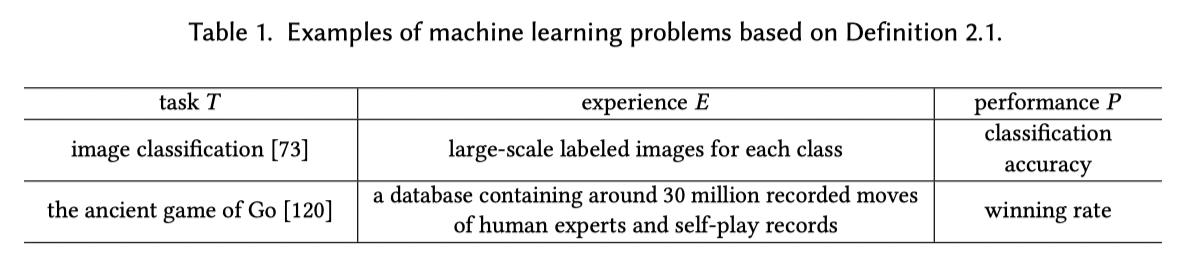 Table 1. Examples of machine learning problems based on Definition 2.1.
task T experience E performance P
image classification [73] large-scale labeled images for each class classification
accuracy
the ancient game of Go [120] a database containing around 30 million recorded moves
of human experts and self-play records winning rate